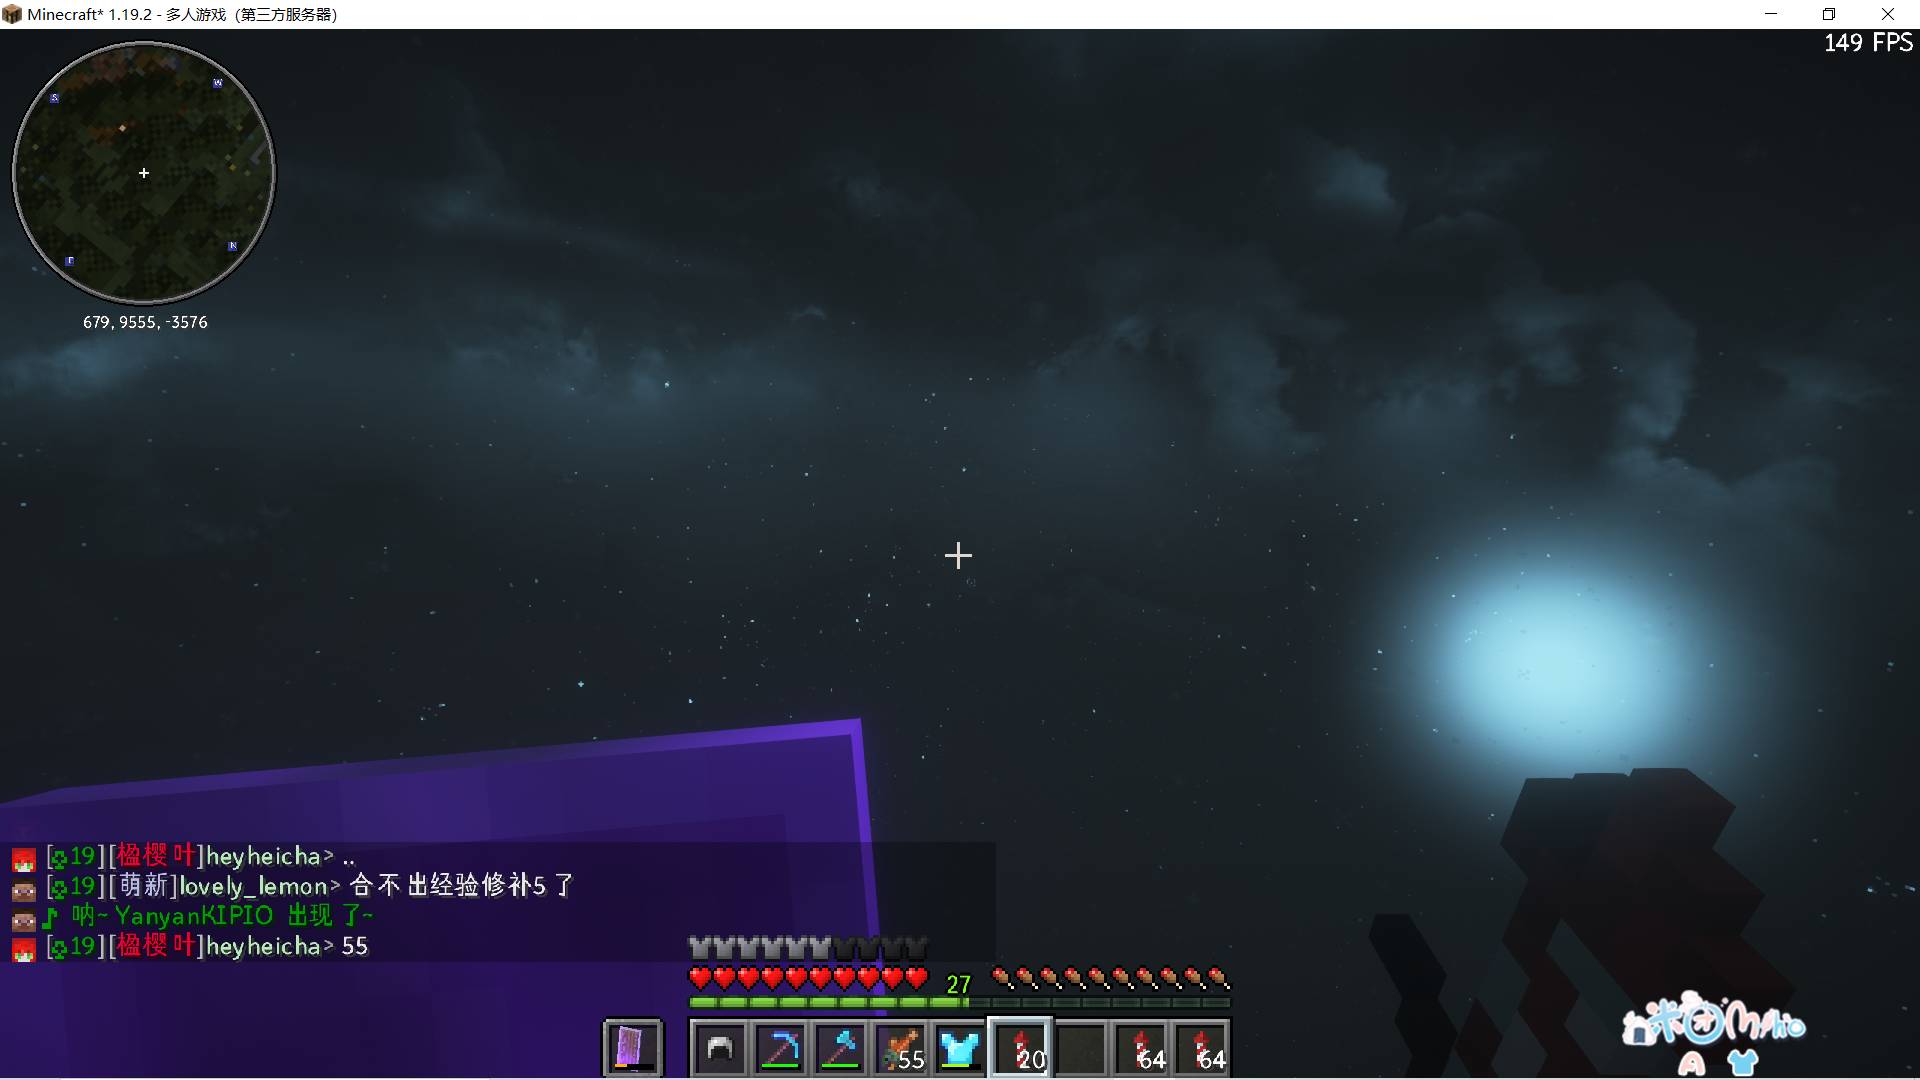 Minecraft* 1.19.2 - 多人游戏（第三方服务器）
149 FPS
S
W
N
E
679, 9555, -3576
[19][楹樱叶]heyheicha> ..
[19][萌新]lovely_lemon> 合不出经验修补5了
呐~ YanyanKIPIO 出现了~
[19][楹樱叶]heyheicha> 55
27
55
20
64
64